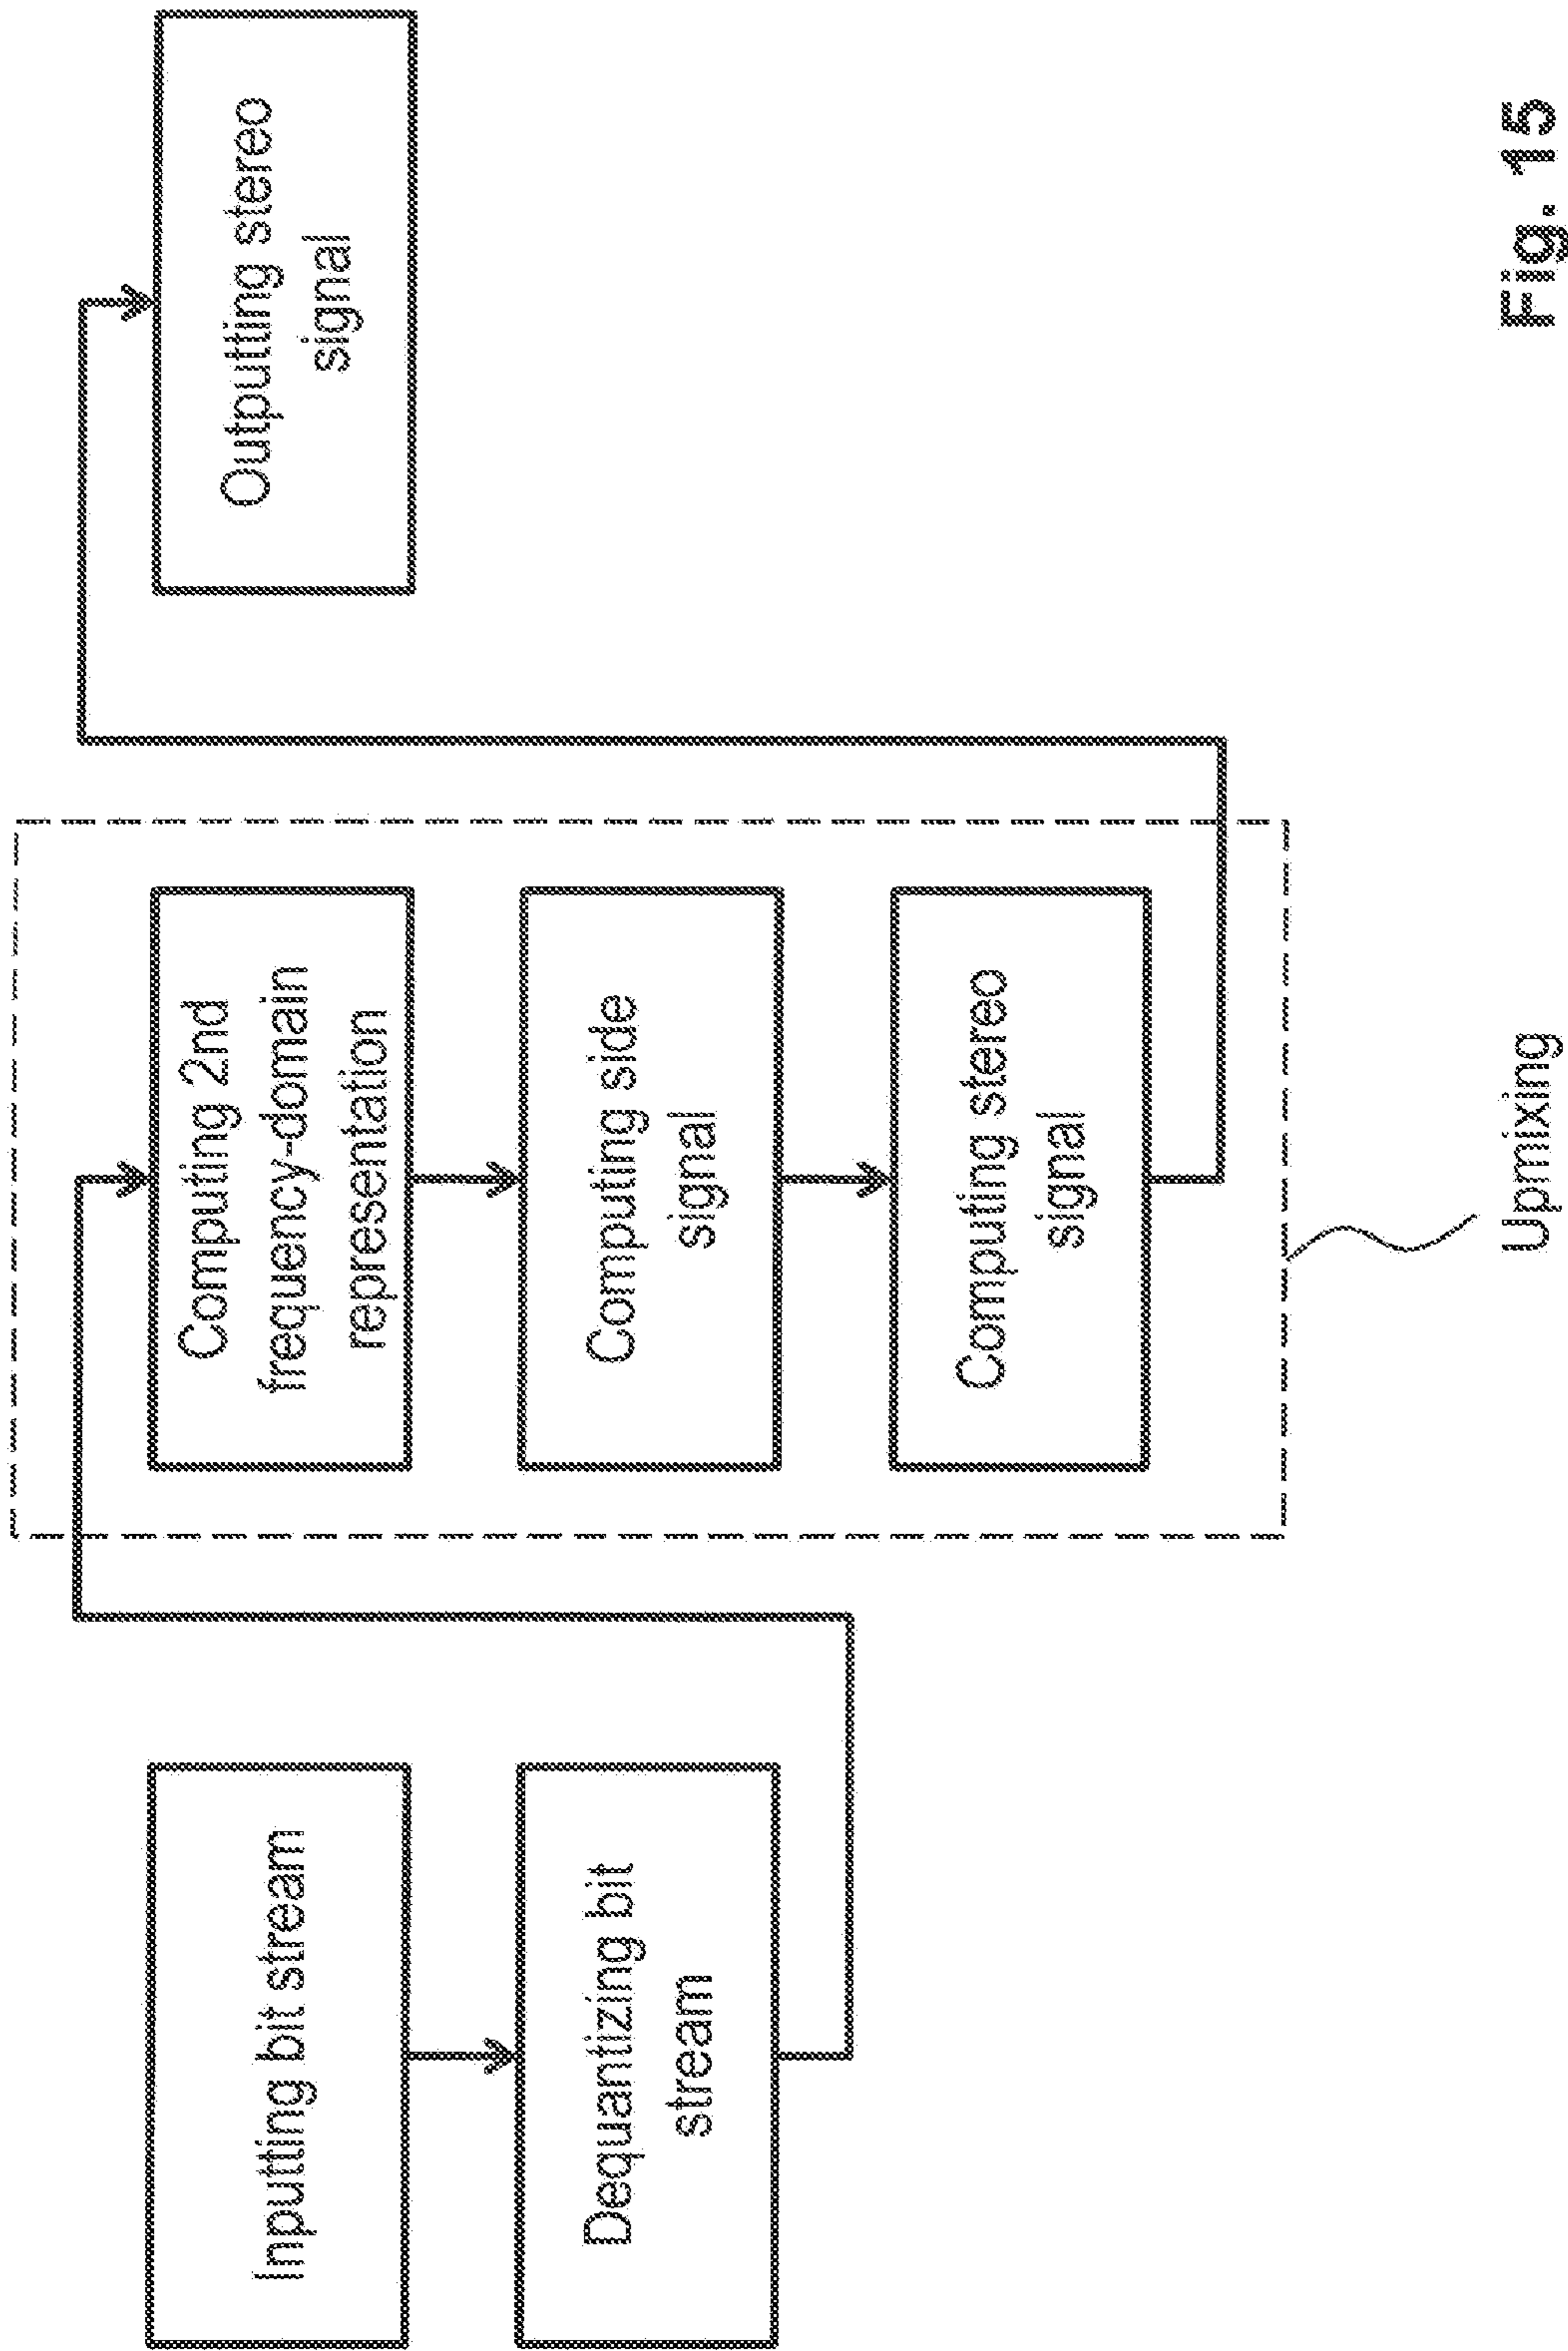 Inputting bit stream
Dequantizing bit
stream
Computing 2nd
frequency-domain
representation
Computing side
signal
Computing stereo
signal
Upmixing
Outputting stereo
signal
Fig. 15